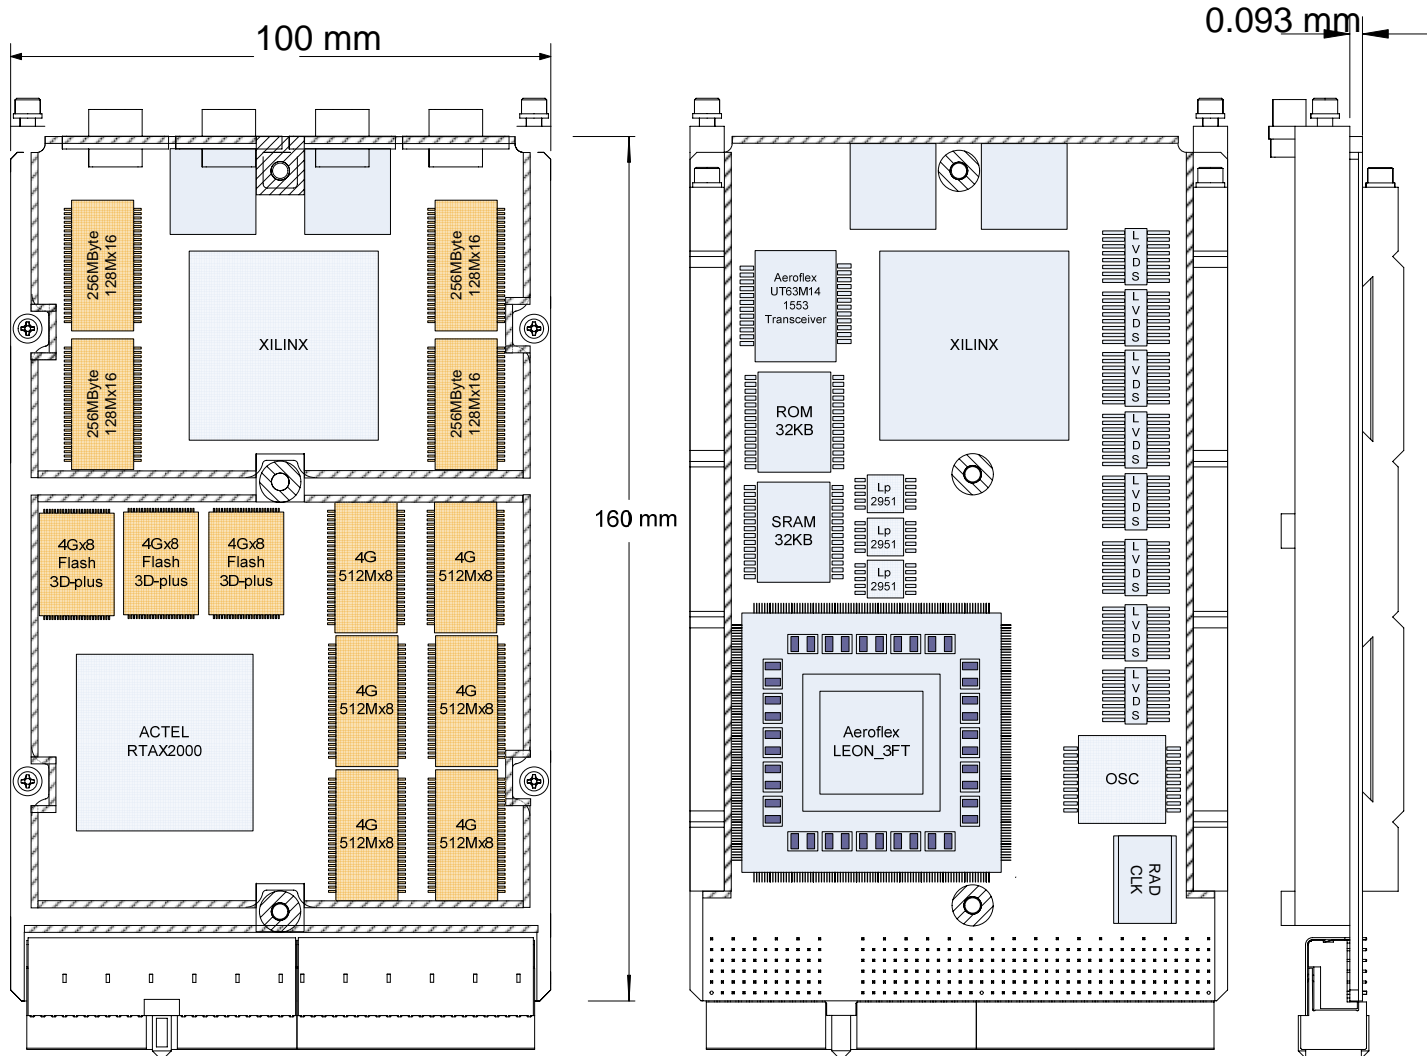 100 mm
0.093 mm
160 mm
256MByte
128Mx16
256MByte
128Mx16
256MByte
128Mx16
256MByte
128Mx16
XILINX
4Gx8
Flash
3D-plus
4Gx8
Flash
3D-plus
4Gx8
Flash
3D-plus
4G
512Mx8
4G
512Mx8
4G
512Mx8
4G
512Mx8
4G
512Mx8
4G
512Mx8
ACTEL
RTAX2000
Aeroflex
UT63M14
1553
Transceiver
XILINX
ROM
32KB
SRAM
32KB
Lp
2951
Lp
2951
Lp
2951
LVDS
LVDS
LVDS
LVDS
LVDS
LVDS
LVDS
LVDS
Aeroflex
LEON_3FT
OSC
RAD
CLK